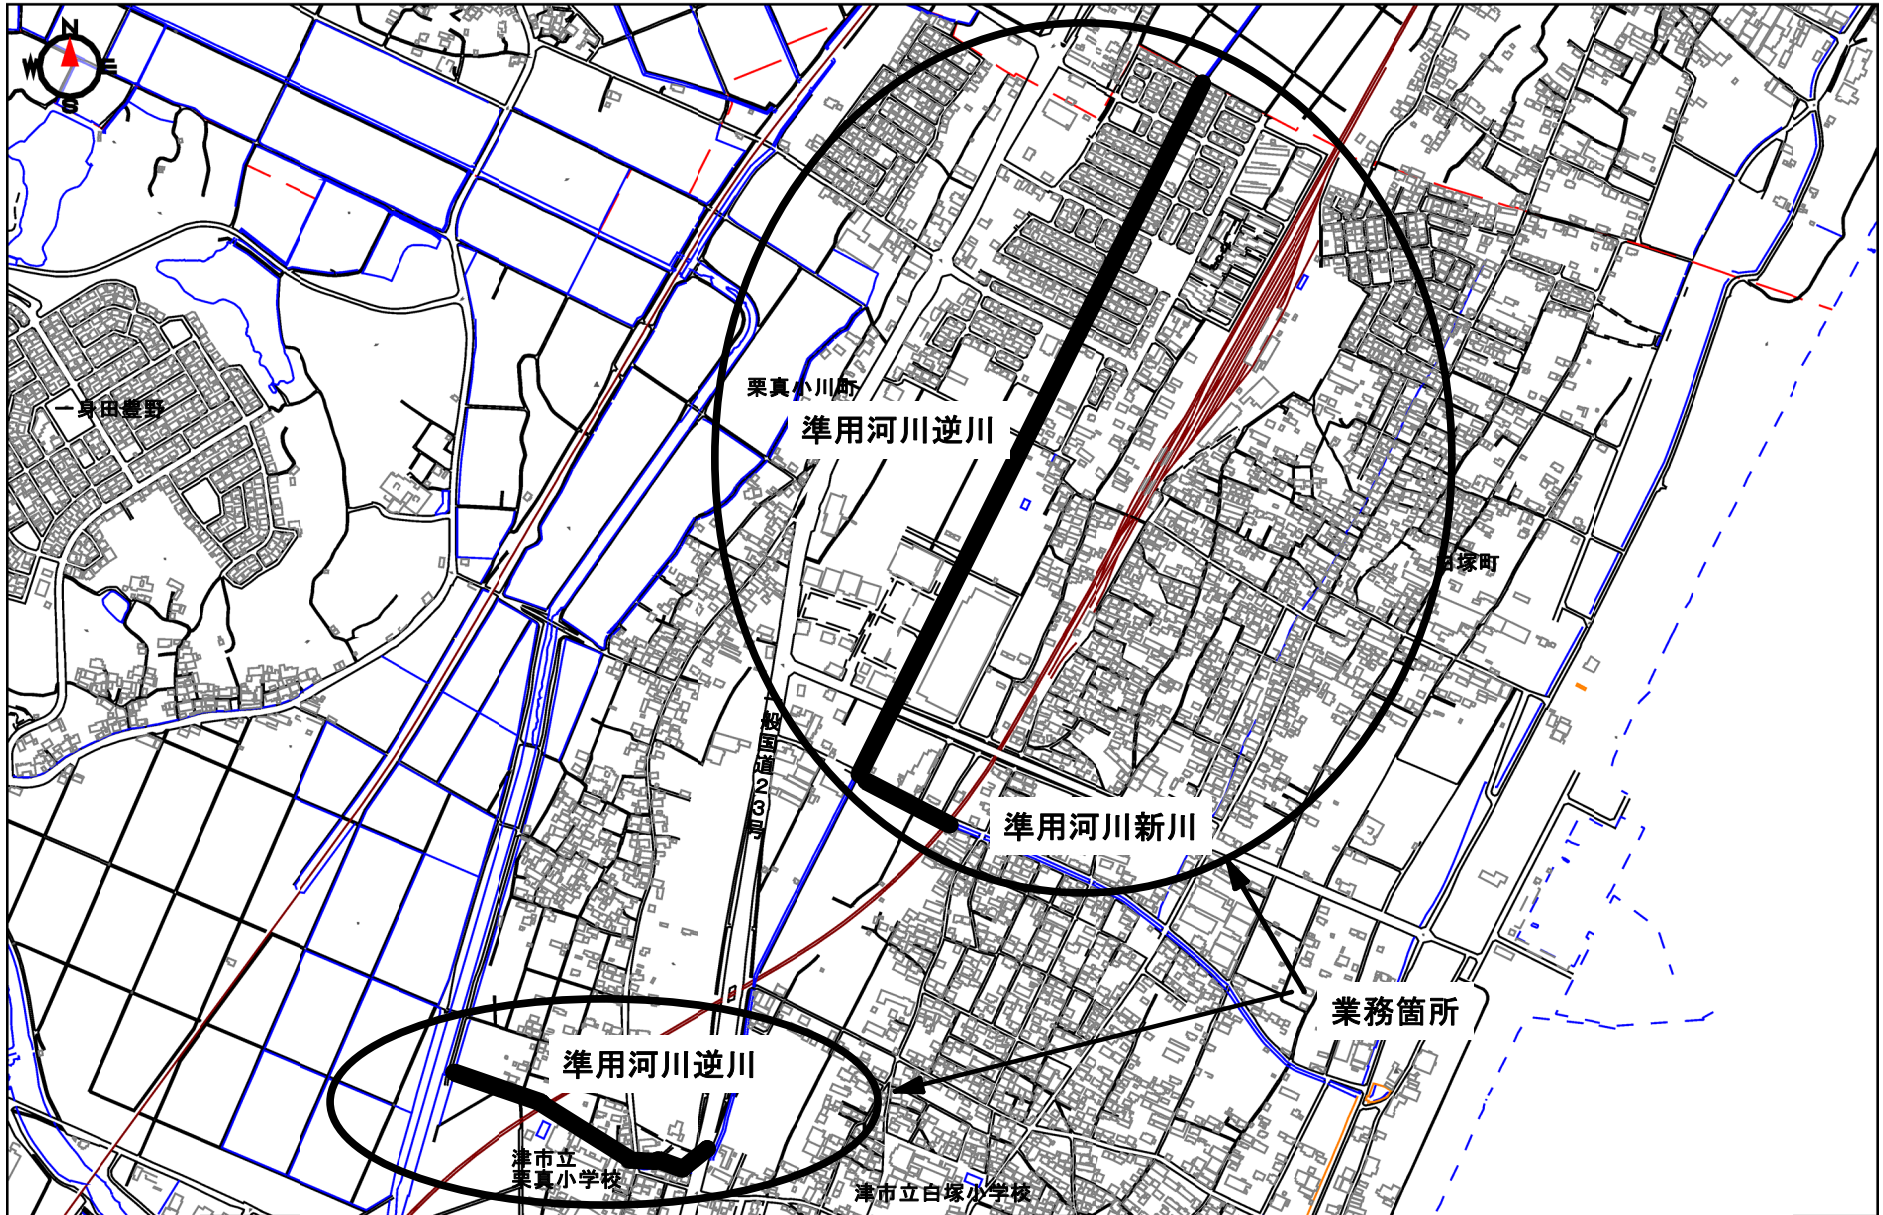 N
W
E
S
栗真小川町
準用河川逆川
一身田豊野
塚町
一般国道23号
準用河川新川
業務箇所
準用河川逆川
津市立
栗真小学校
津市立白塚小学校